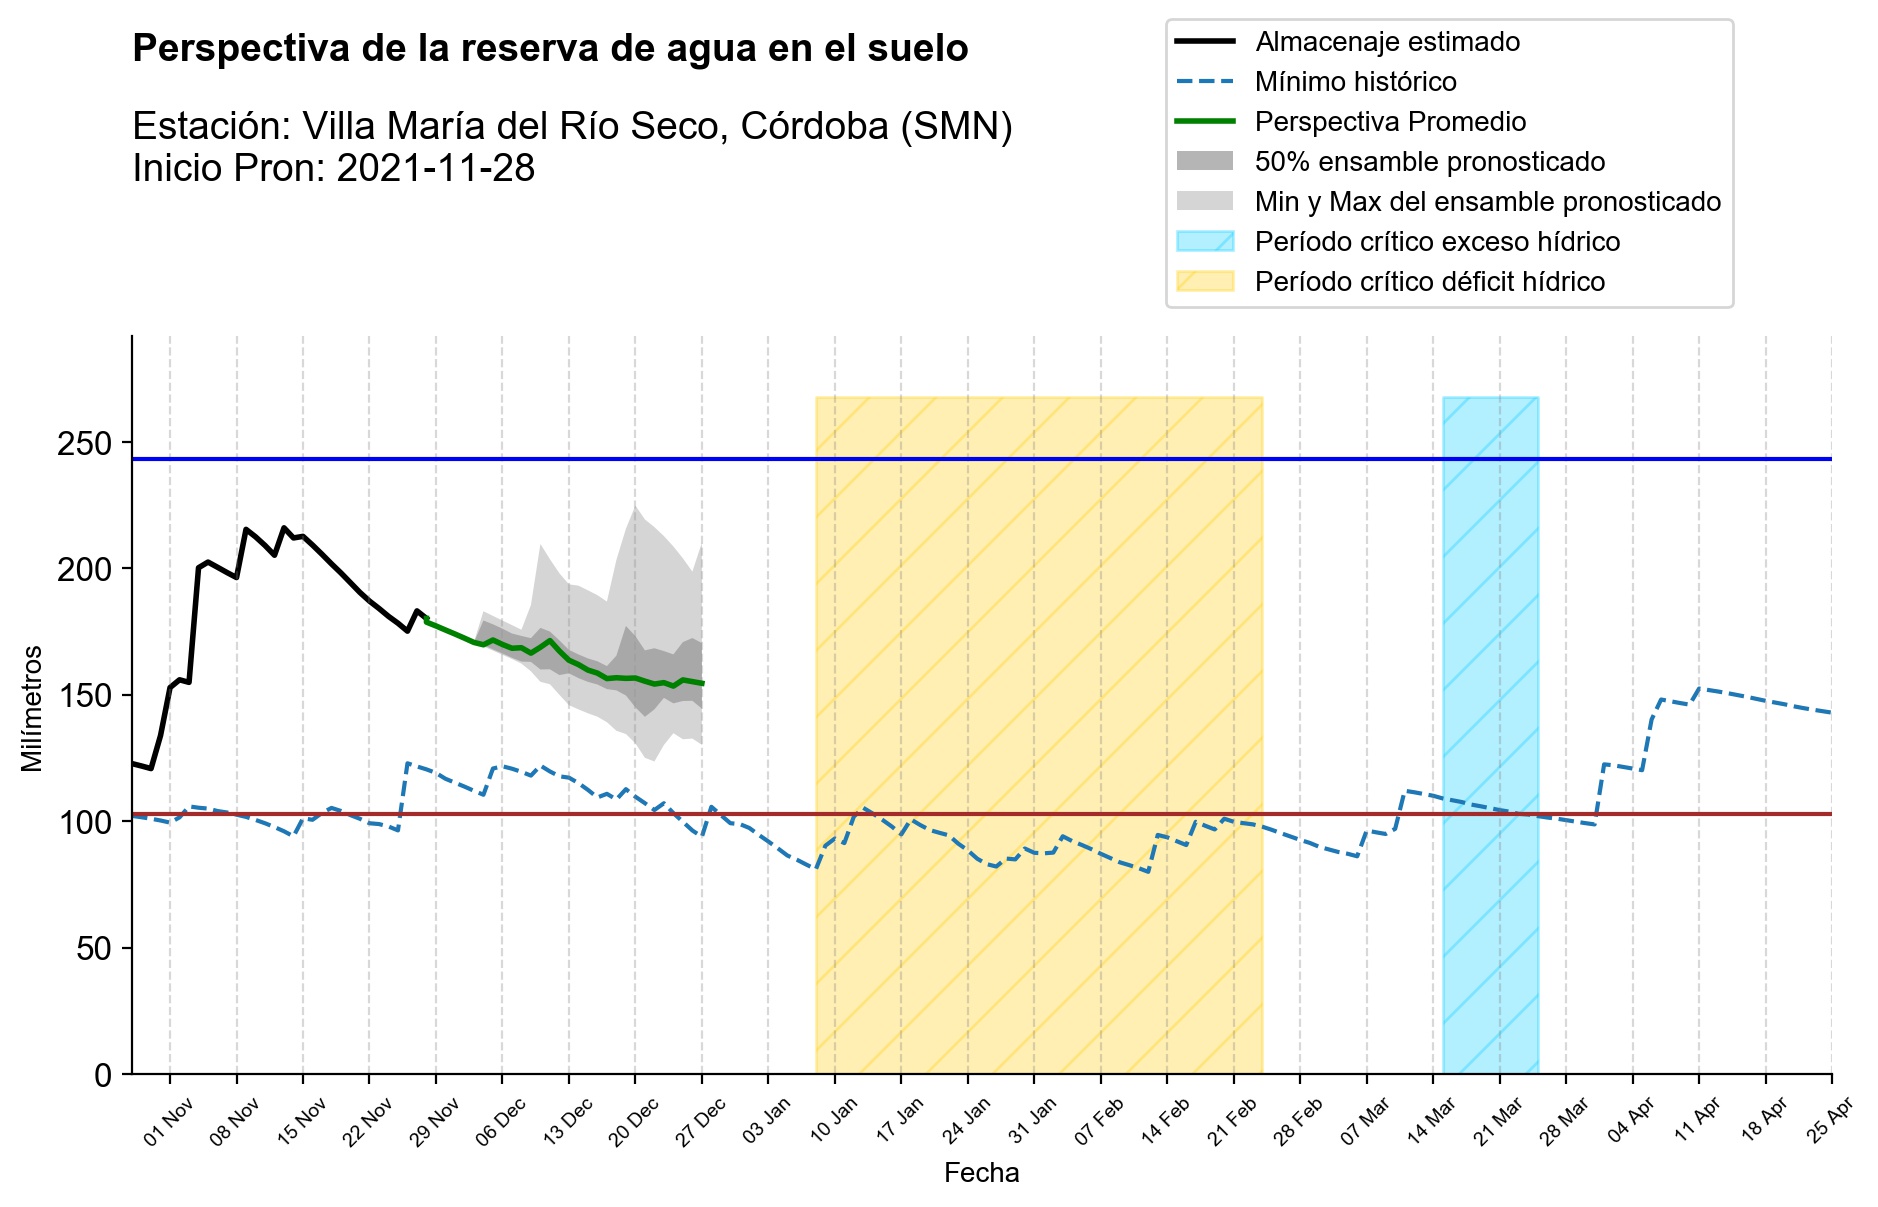 Perspectiva de la reserva de agua en el suelo
Estación: Villa María del Río Seco, Córdoba (SMN)
Inicio Pron: 2021-11-28
Almacenaje estimado
Mínimo histórico
Perspectiva Promedio
50% ensamble pronosticado
Min y Max del ensamble pronosticado
Período crítico exceso hídrico
Período crítico déficit hídrico
Milímetros
250
200
150
100
50
0
01 Nov
08 Nov
15 Nov
22 Nov
29 Nov
06 Dec
13 Dec
20 Dec
27 Dec
03 Jan
10 Jan
17 Jan
24 Jan
31 Jan
07 Feb
14 Feb
21 Feb
28 Feb
07 Mar
14 Mar
21 Mar
28 Mar
04 Apr
11 Apr
18 Apr
25 Apr
Fecha